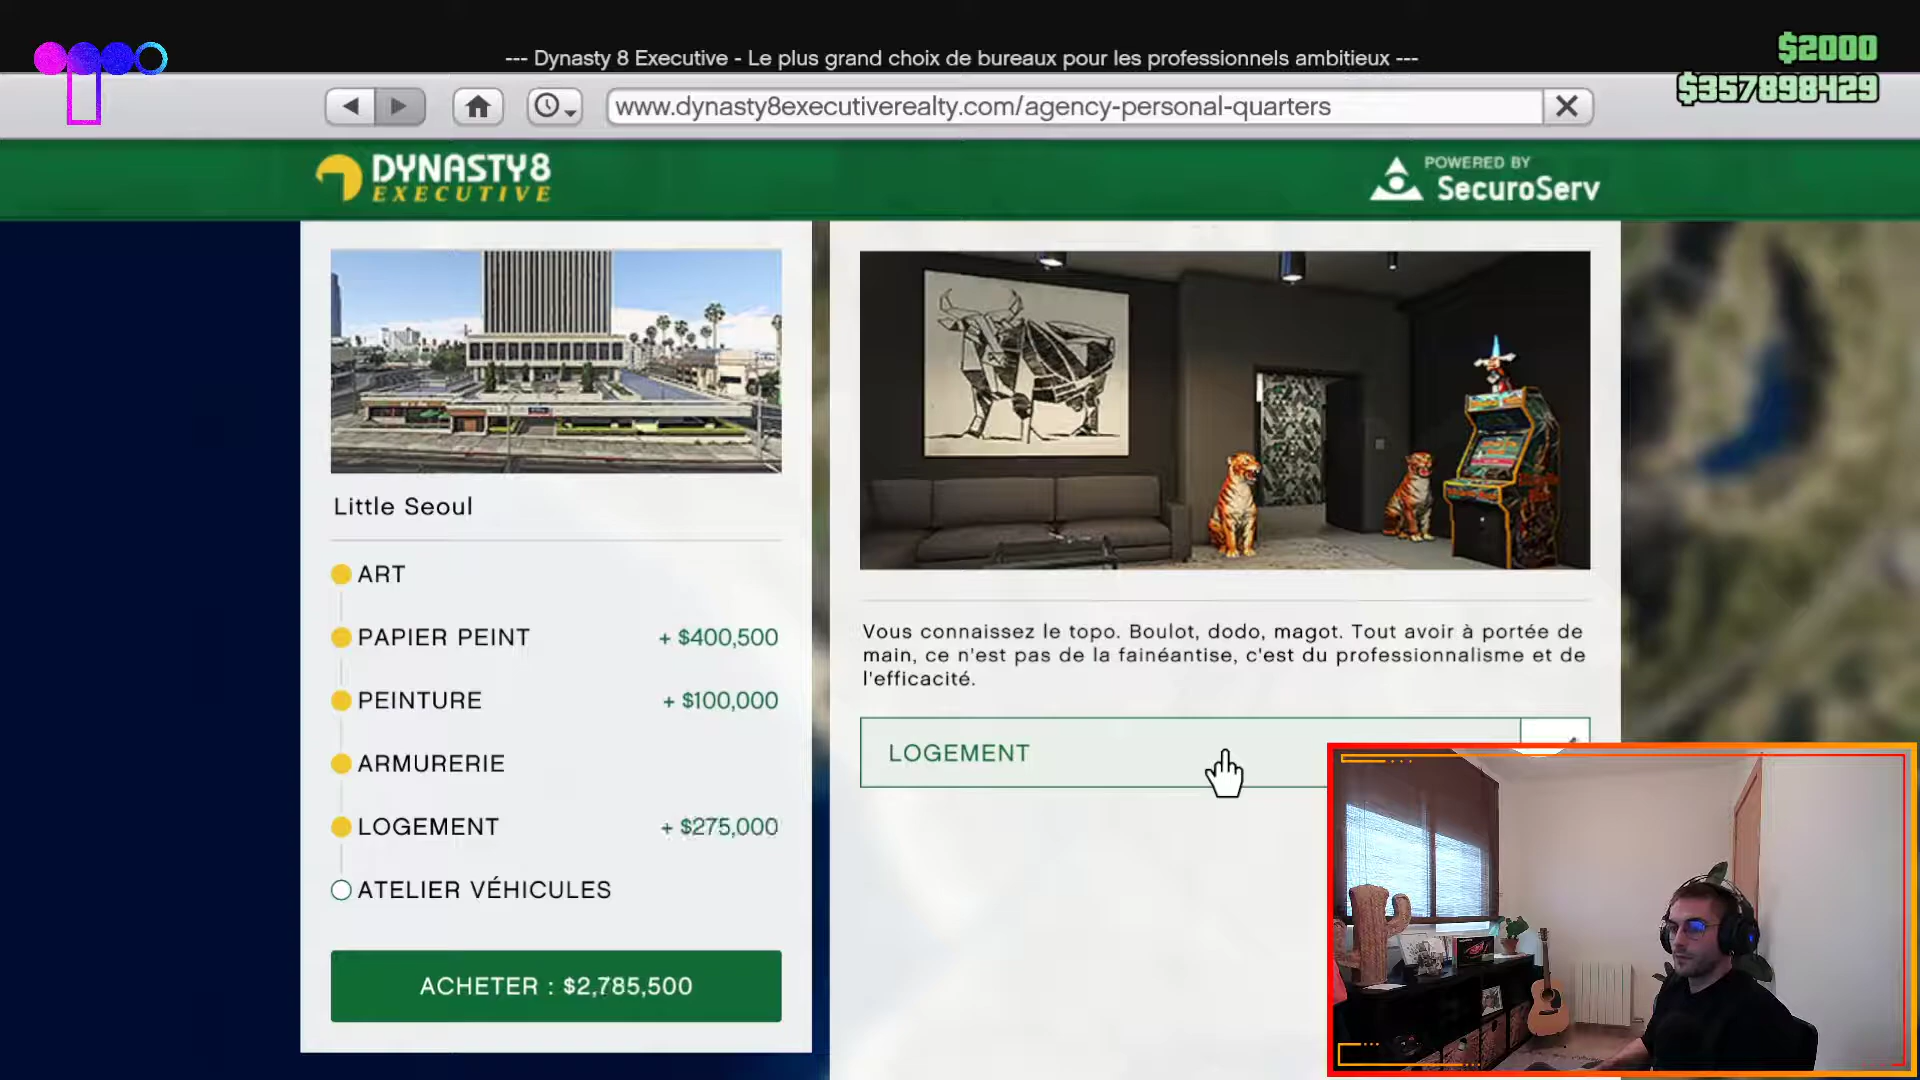 --- Dynasty 8 Executive - Le plus grand choix de bureaux pour les professionnels ambitieux ---
$2000
$357898429
www.dynasty8executiverealty.com/agency-personal-quarters
DYNASTY8
EXECUTIVE
POWERED BY
SecuroServ
Little Seoul
ART
PAPIER PEINT + $400,500
PEINTURE + $100,000
ARMURERIE
LOGEMENT + $275,000
ATELIER VÉHICULES
ACHETER : $2,785,500
Vous connaissez le topo. Boulot, dodo, magot. Tout avoir à portée de
main, ce n'est pas de la fainéantise, c'est du professionnalisme et de
l'efficacité.
LOGEMENT